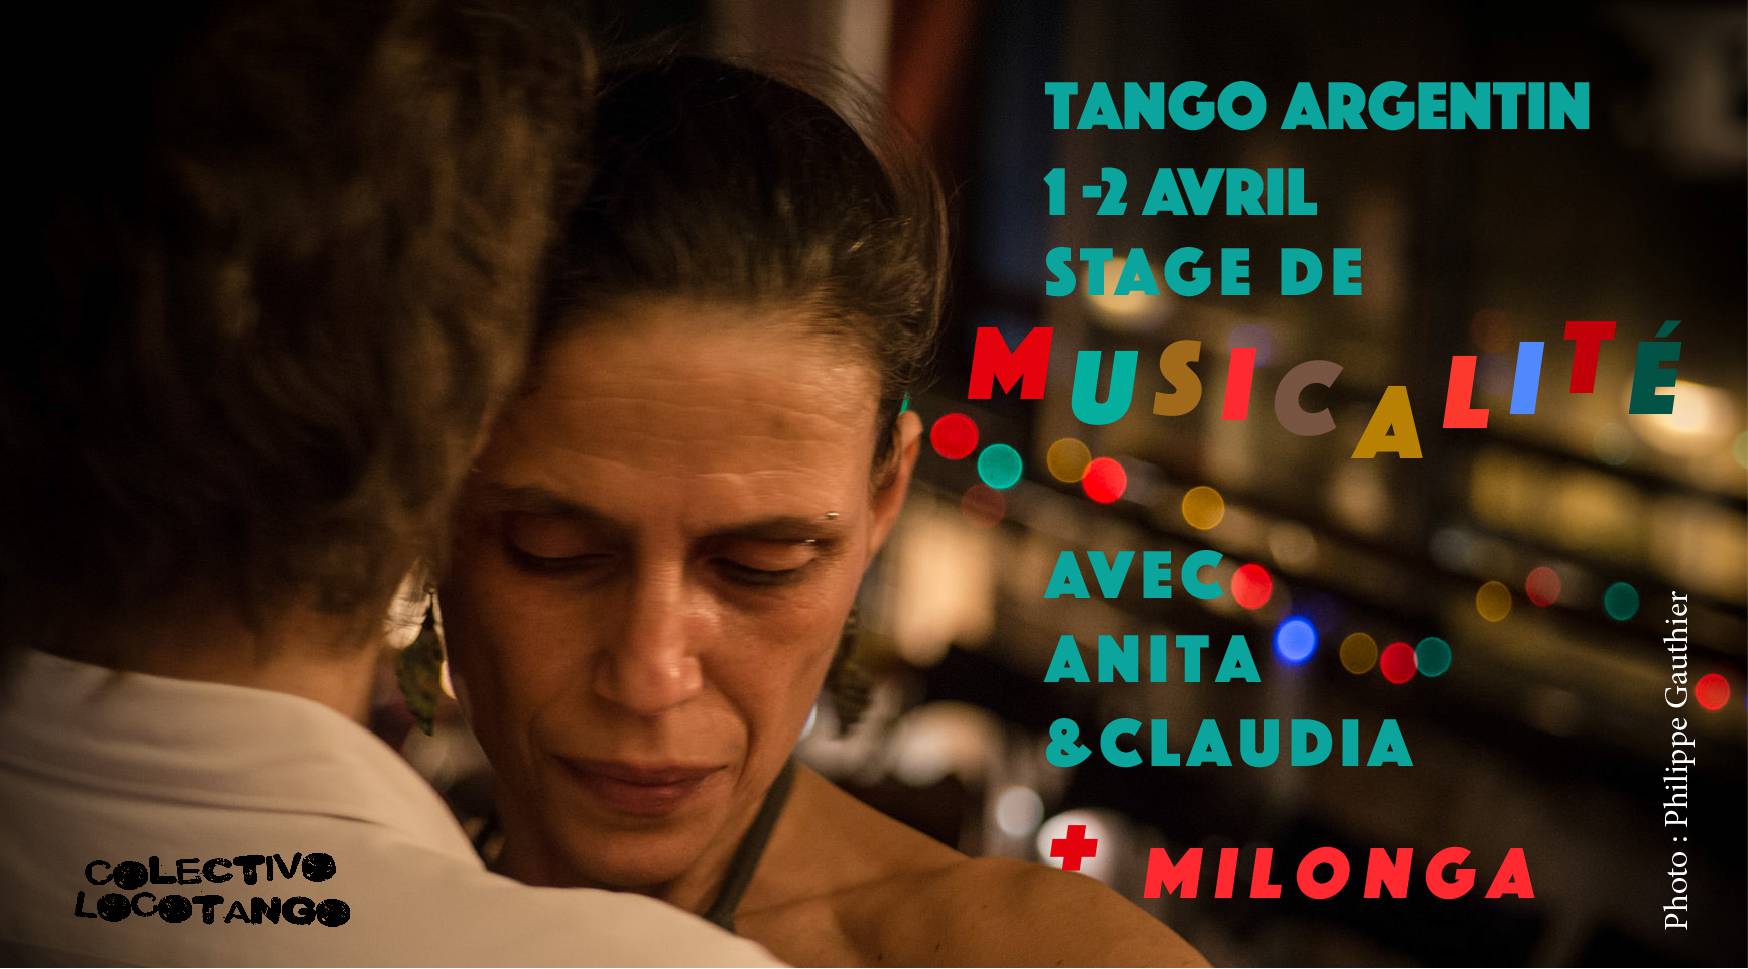 TANGO ARGENTIN
1-2 AVRIL
STAGE DE
MUSICALITÉ
AVEC
ANITA
&CLAUDIA
+ MILONGA
Photo : Philippe Gauthier
COLECTIVO
LOCOTANGO